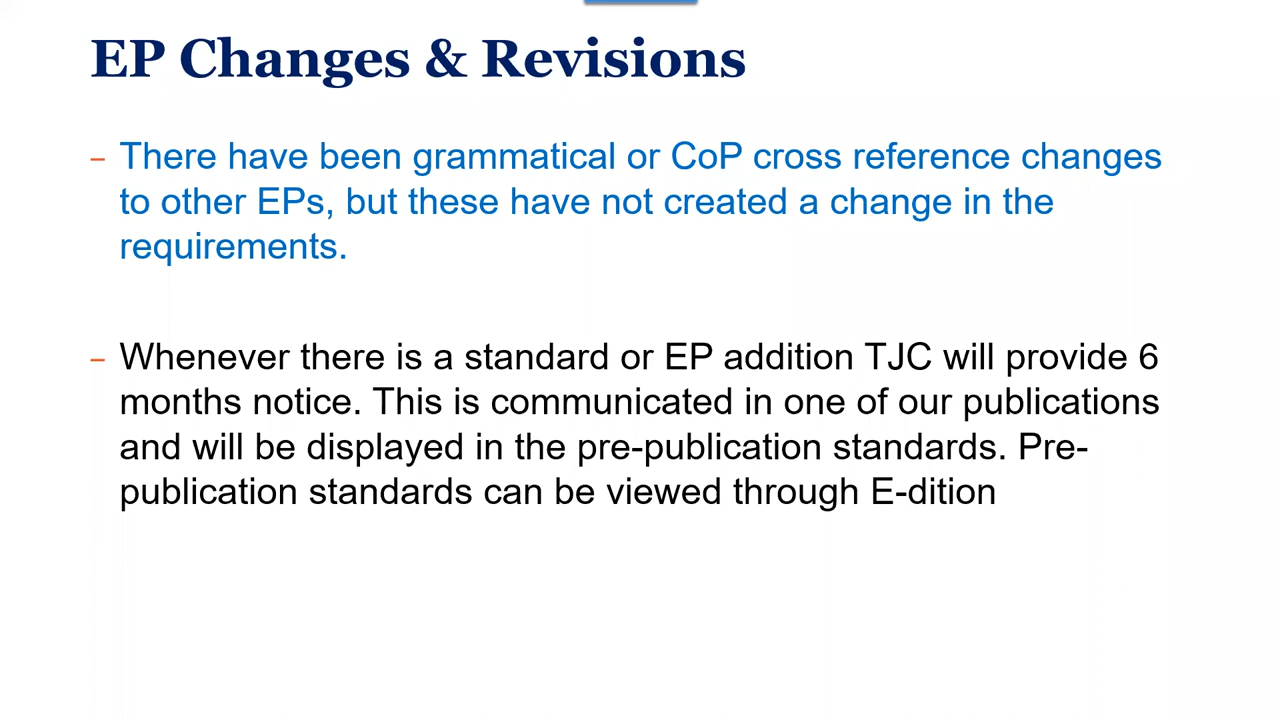 EP Changes & Revisions
– There have been grammatical or CoP cross reference changes
to other EPs, but these have not created a change in the
requirements.
– Whenever there is a standard or EP addition TJC will provide 6
months notice. This is communicated in one of our publications
and will be displayed in the pre-publication standards. Pre-
publication standards can be viewed through E-dition